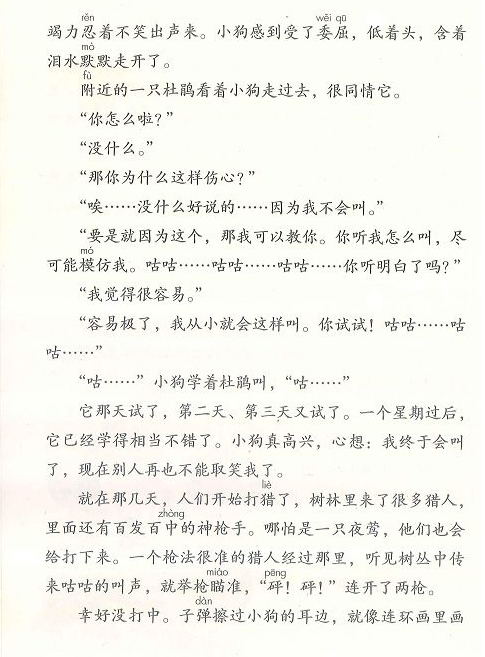 rěn wěi qū
竭力忍着不笑出声来。小狗感到受了委屈，低着头，含着
mò
泪水默默走开了。
fù
附近的一只杜鹃看着小狗走过去，很同情它。
“你怎么啦？”
“没什么。”
“那你为什么这样伤心？”
“唉……没什么好说的……因为我不会叫。”
“要是就因为这个，那我可以教你。你听我怎么叫，尽
mó
可能模仿我。咕咕……咕咕……咕咕……你听明白了吗？”
“我觉得很容易。”
“容易极了，我从小就会这样叫。你试试！咕咕……咕
咕……”
“咕……”小狗学着杜鹃叫，“咕……”
它那天试了，第二天、第三天又试了。一个星期过后，
它已经学得相当不错了。小狗真高兴，心想：我终于会叫
了，现在别人再也不能取笑我了。
liè
就在那几天，人们开始打猎了，树林里来了很多猎人，
zhòng
里面还有百发百中的神枪手。哪怕是一只夜莺，他们也会
给打下来。一个枪法很准的猎人经过那里，听见树丛中传
miáo pēng
来咕咕的叫声，就举枪瞄准，“砰！砰！”连开了两枪。
dàn
幸好没打中。子弹擦过小狗的耳边，就像连环画里画